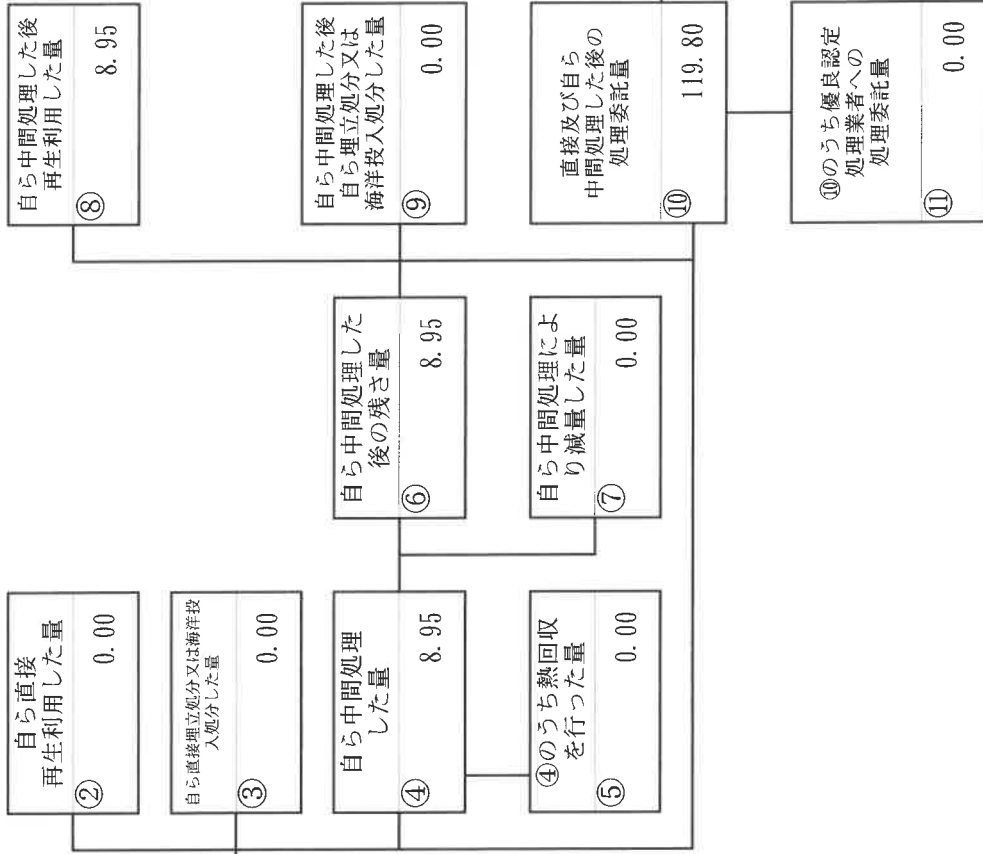 自ら直接
再生利用した量
② 0.00
自ら直接埋立処分又は海洋投
入処分した量
③ 0.00
自ら中間処理
した量
④ 8.95
④のうち熱回収
を行った量
⑤ 0.00
自ら中間処理した
後の残さ量
⑥ 8.95
自ら中間処理によ
り減量した量
⑦ 0.00
自ら中間処理した後
再生利用した量
⑧ 8.95
自ら中間処理した後
自ら埋立処分又は
海洋投入処分した量
⑨ 0.00
直接及び自ら
中間処理した後の
処理委託量
⑩ 119.80
⑩のうち優良認定
処理業者への
処理委託量
⑪ 0.00